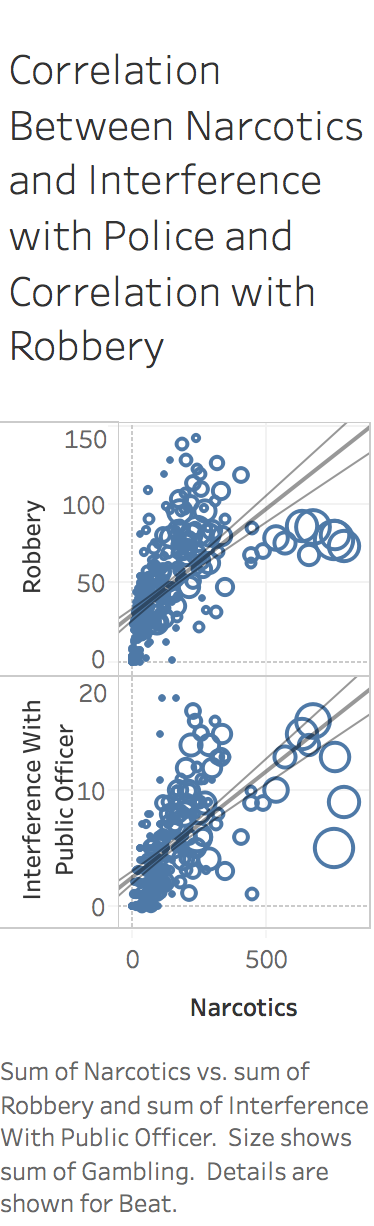 Correlation
Between Narcotics
and Interference
with Police and
Correlation with
Robbery
150
100
50
0
Robbery
20
10
0
Interference With
Public Officer
0 500
Narcotics
Sum of Narcotics vs. sum of
Robbery and sum of Interference
With Public Officer.  Size shows
sum of Gambling.  Details are
shown for Beat.